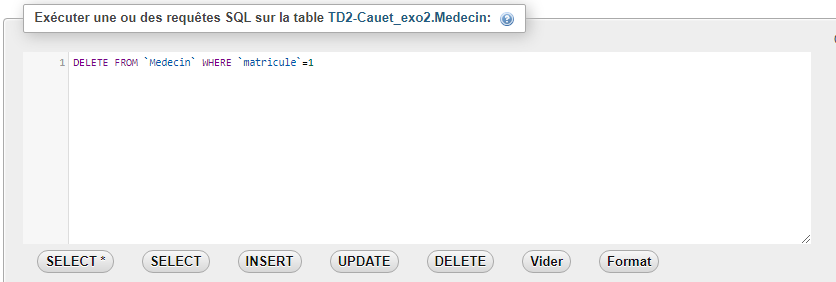 Exécuter une ou des requêtes SQL sur la table TD2-Cauet_exo2.Medecin:
1 DELETE FROM `Medecin` WHERE `matricule`=1
SELECT * SELECT INSERT UPDATE DELETE Vider Format